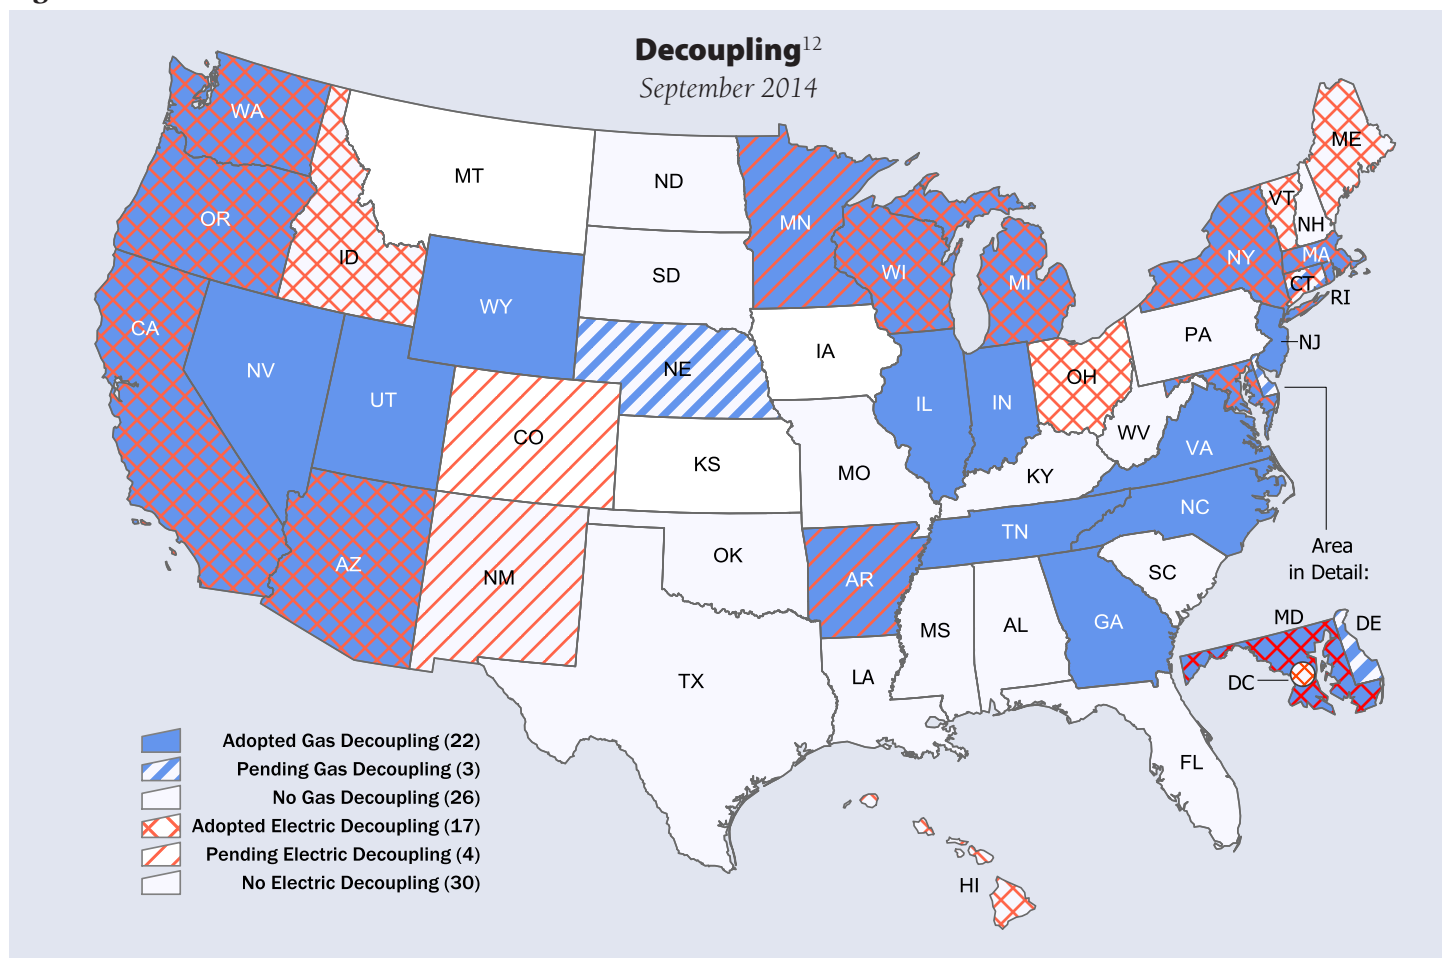 Decoupling12
September 2014
WA
MT
ND
MN
ME
VT
NH
OR
ID
SD
WI
MI
NY
MA
CT
RI
WY
CA
NV
UT
NE
IA
PA
NJ
OH
IL
IN
CO
KS
MO
WV
VA
KY
NC
TN
AZ
NM
OK
AR
SC
Area
in Detail:
MS
AL
GA
MD
DE
DC
TX
LA
FL
HI
Adopted Gas Decoupling (22)
Pending Gas Decoupling (3)
No Gas Decoupling (26)
Adopted Electric Decoupling (17)
Pending Electric Decoupling (4)
No Electric Decoupling (30)